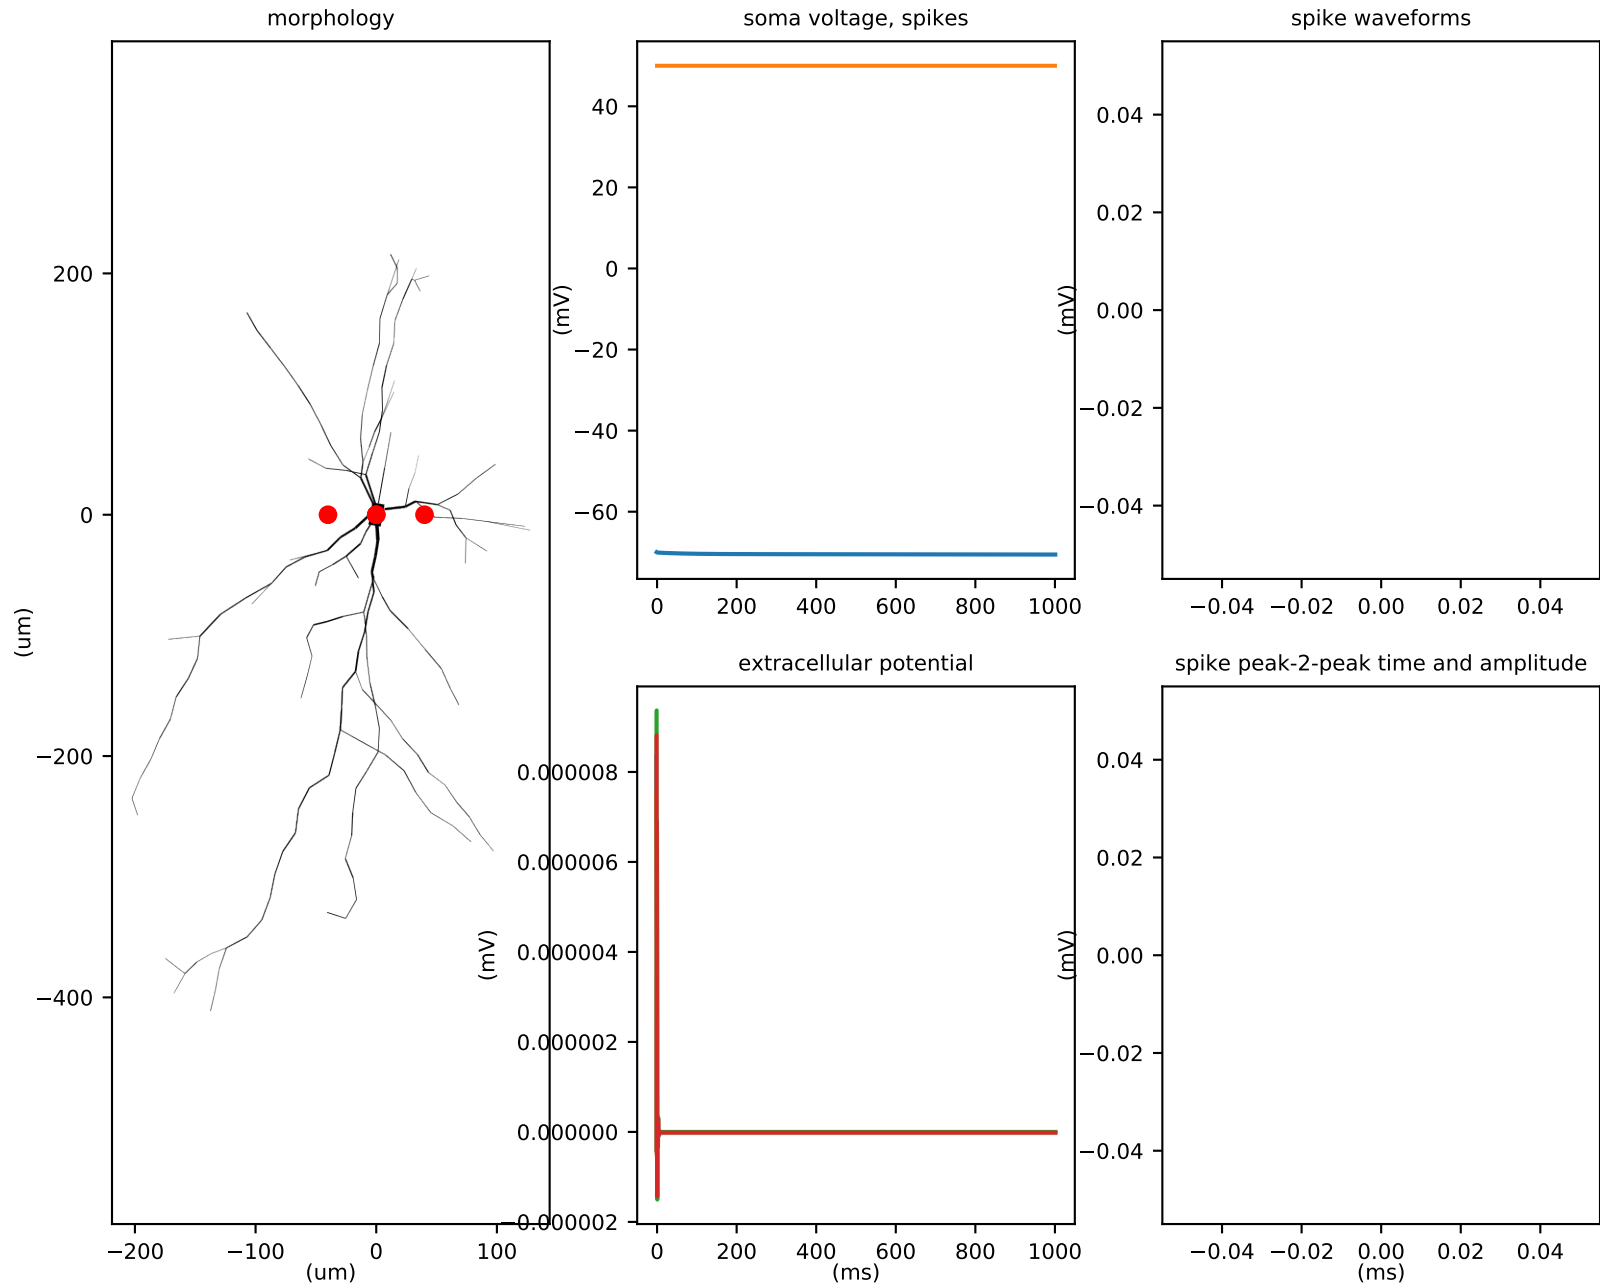 morphology
200
0
−200
−400
(um)
−200 −100 0 100
(um)
soma voltage, spikes
40
20
0
−20
−40
−60
(mV)
0 200 400 600 800 1000
spike waveforms
0.04
0.02
0.00
−0.02
−0.04
(mV)
−0.04 −0.02 0.00 0.02 0.04
extracellular potential
0.000008
0.000006
0.000004
0.000002
0.000000
−0.000002
(mV)
0 200 400 600 800 1000
(ms)
spike peak-2-peak time and amplitude
0.04
0.02
0.00
−0.02
−0.04
(mV)
−0.04 −0.02 0.00 0.02 0.04
(ms)